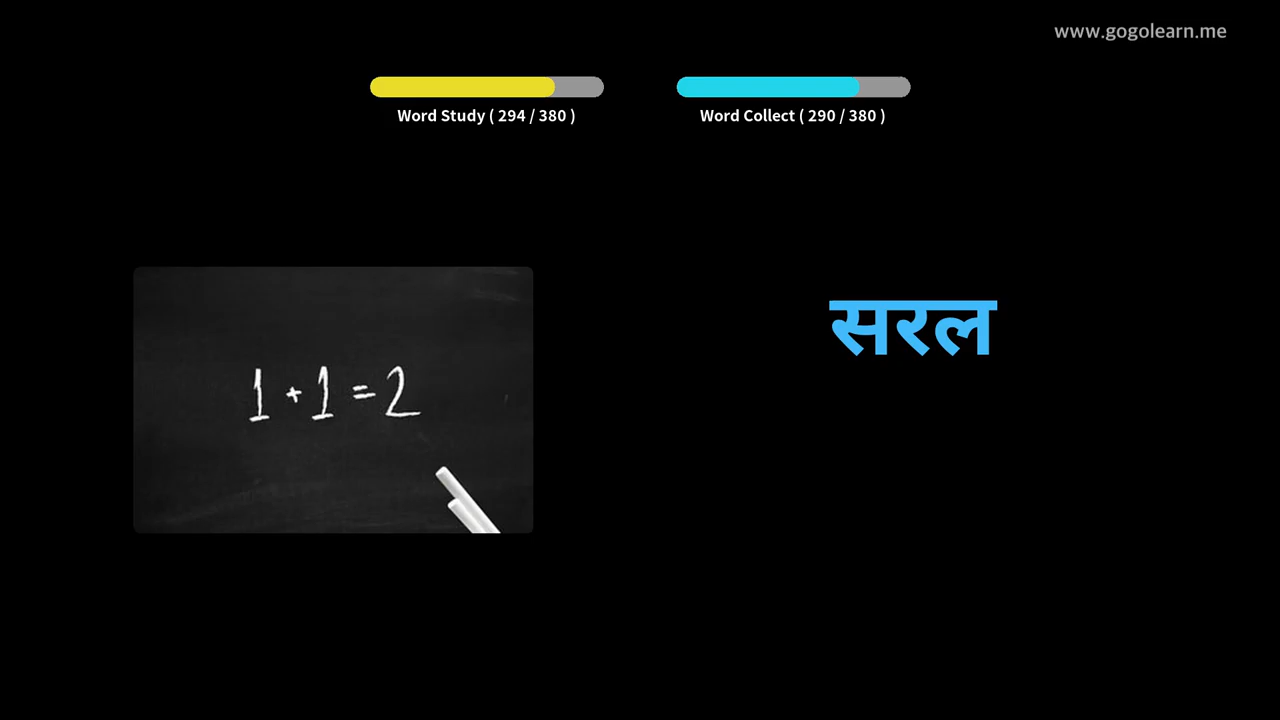 www.gogolearn.me
Word Study ( 294 / 380 )
Word Collect ( 290 / 380 )
1 + 1 = 2
सरल